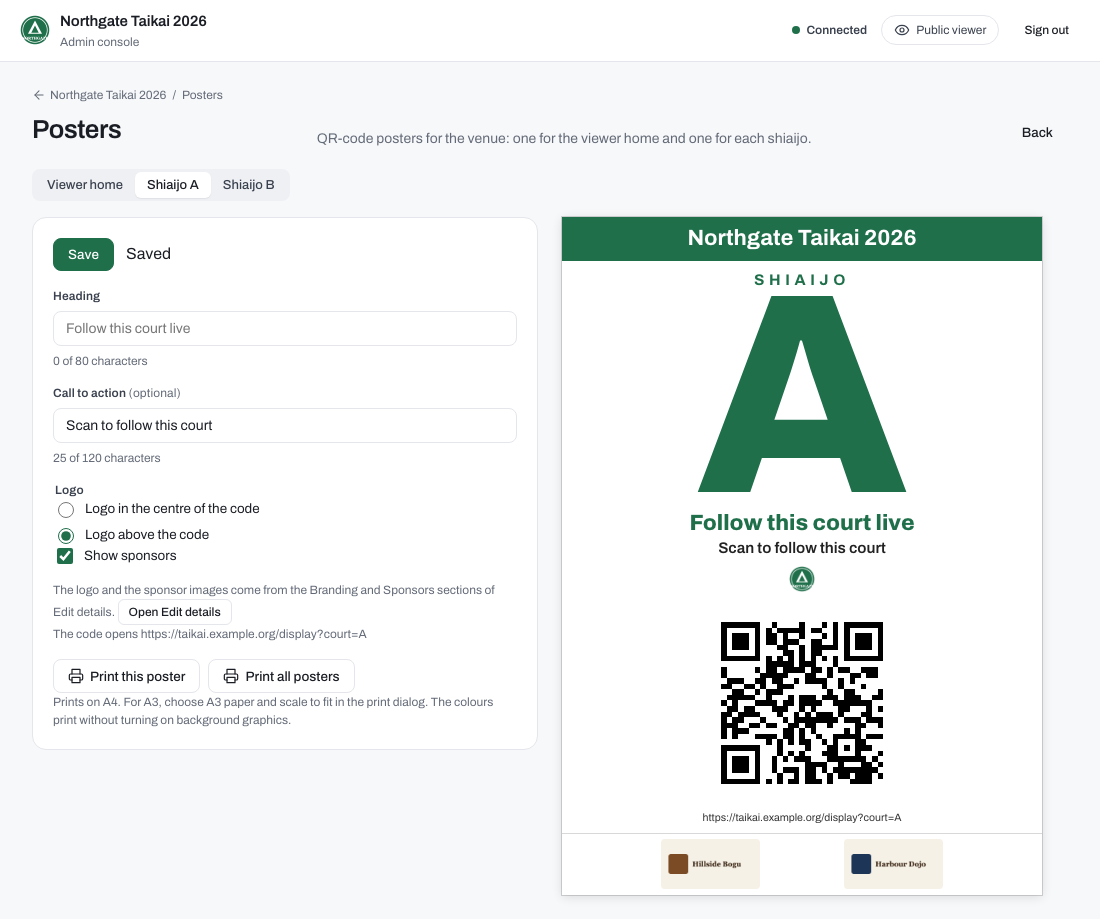 Northgate Taikai 2026
Admin console
Connected
Public viewer
Sign out
Northgate Taikai 2026 / Posters
Posters
QR-code posters for the venue: one for the viewer home and one for each shiaijo.
Back
Viewer home
Shiaijo A
Shiaijo B
Save
Saved
Heading
Follow this court live
0 of 80 characters
Call to action (optional)
Scan to follow this court
25 of 120 characters
Logo
Logo in the centre of the code
Logo above the code
Show sponsors
The logo and the sponsor images come from the Branding and Sponsors sections of
Edit details. Open Edit details
The code opens https://taikai.example.org/display?court=A
Print this poster
Print all posters
Prints on A4. For A3, choose A3 paper and scale to fit in the print dialog. The colours
print without turning on background graphics.
Northgate Taikai 2026
SHIAIJO
A
Follow this court live
Scan to follow this court
https://taikai.example.org/display?court=A
Hillside Bogu
Harbour Dojo